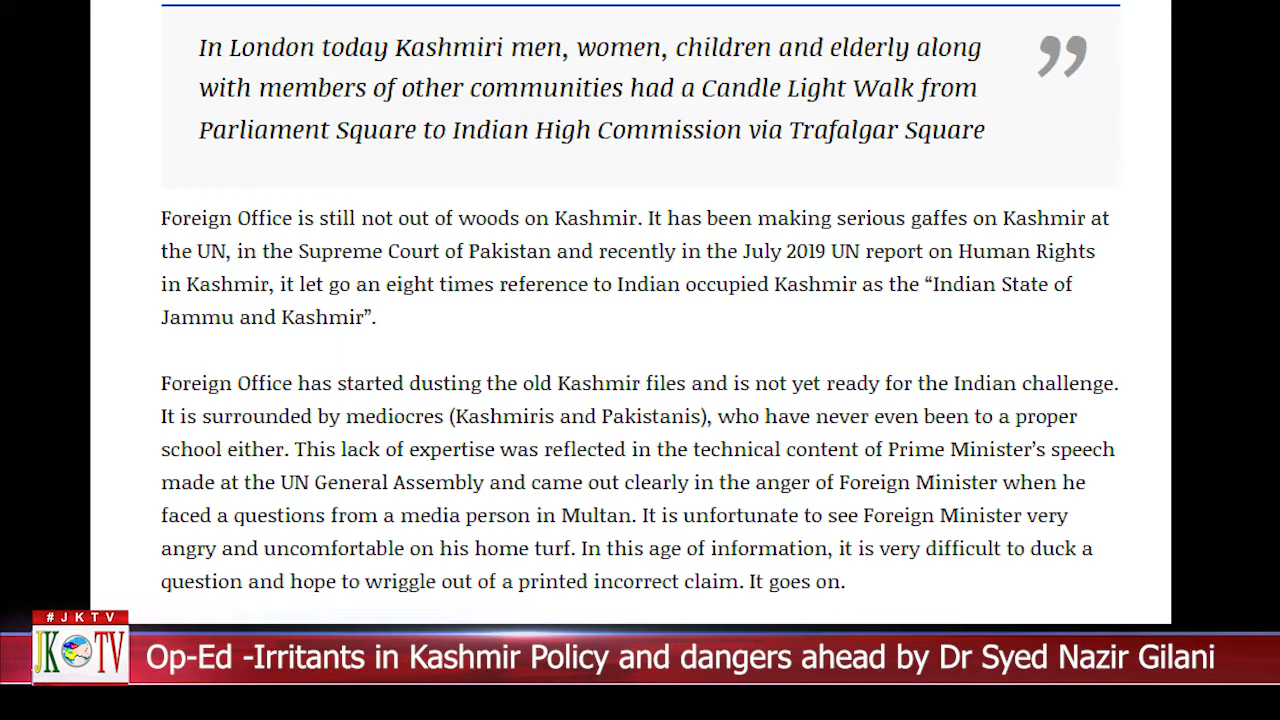 In London today Kashmiri men, women, children and elderly along
with members of other communities had a Candle Light Walk from
Parliament Square to Indian High Commission via Trafalgar Square
”
Foreign Office is still not out of woods on Kashmir. It has been making serious gaffes on Kashmir at
the UN, in the Supreme Court of Pakistan and recently in the July 2019 UN report on Human Rights
in Kashmir, it let go an eight times reference to Indian occupied Kashmir as the “Indian State of
Jammu and Kashmir”.
Foreign Office has started dusting the old Kashmir files and is not yet ready for the Indian challenge.
It is surrounded by mediocres (Kashmiris and Pakistanis), who have never even been to a proper
school either. This lack of expertise was reflected in the technical content of Prime Minister’s speech
made at the UN General Assembly and came out clearly in the anger of Foreign Minister when he
faced a questions from a media person in Multan. It is unfortunate to see Foreign Minister very
angry and uncomfortable on his home turf. In this age of information, it is very difficult to duck a
question and hope to wriggle out of a printed incorrect claim. It goes on.
#JKTV
JK TV
Op-Ed -Irritants in Kashmir Policy and dangers ahead by Dr Syed Nazir Gilani